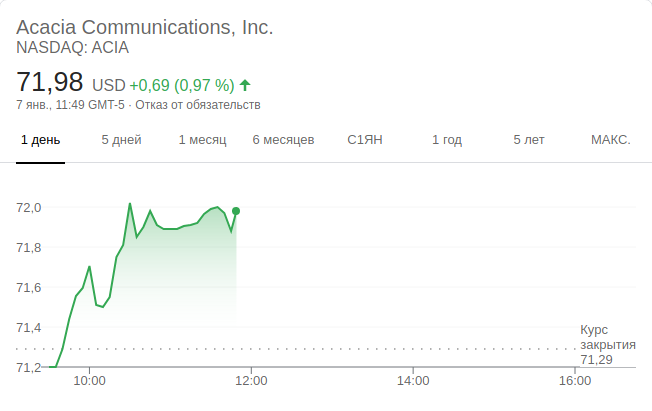 Acacia Communications, Inc.
NASDAQ: ACIA
71,98 USD +0,69 (0,97 %)
7 янв., 11:49 GMT-5 · Отказ от обязательств
1 день 5 дней 1 месяц 6 месяцев С1ЯН 1 год 5 лет МАКС.
72,0
71,8
71,6
71,4
Курс
закрытия
71,29
71,2
10:00 12:00 14:00 16:00